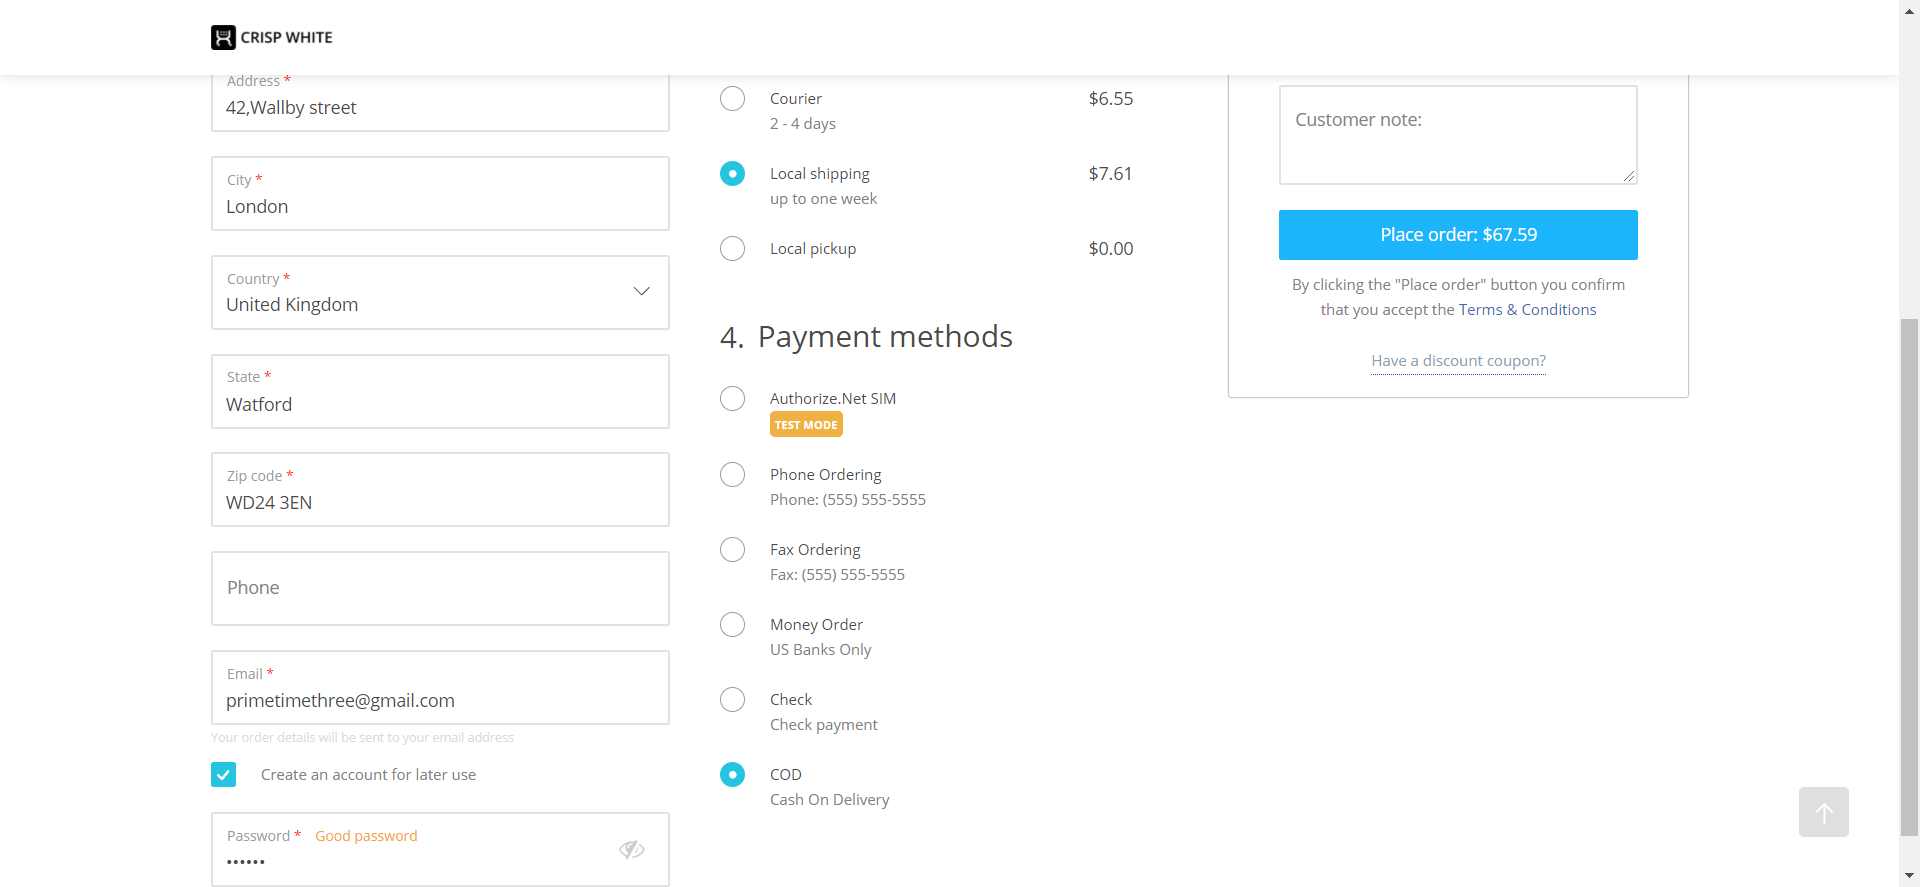 CRISP WHITE
Address *
42,Wallby street
City *
London
Country *
United Kingdom
State *
Watford
Zip code *
WD24 3EN
Phone
Email *
primetimethree@gmail.com
Your order details will be sent to your email address
Create an account for later use
Password * Good password
••••••
Courier $6.55
2 - 4 days
Local shipping $7.61
up to one week
Local pickup $0.00
4. Payment methods
Authorize.Net SIM
TEST MODE
Phone Ordering
Phone: (555) 555-5555
Fax Ordering
Fax: (555) 555-5555
Money Order
US Banks Only
Check
Check payment
COD
Cash On Delivery
Customer note:
Place order: $67.59
By clicking the "Place order" button you confirm
that you accept the Terms & Conditions
Have a discount coupon?